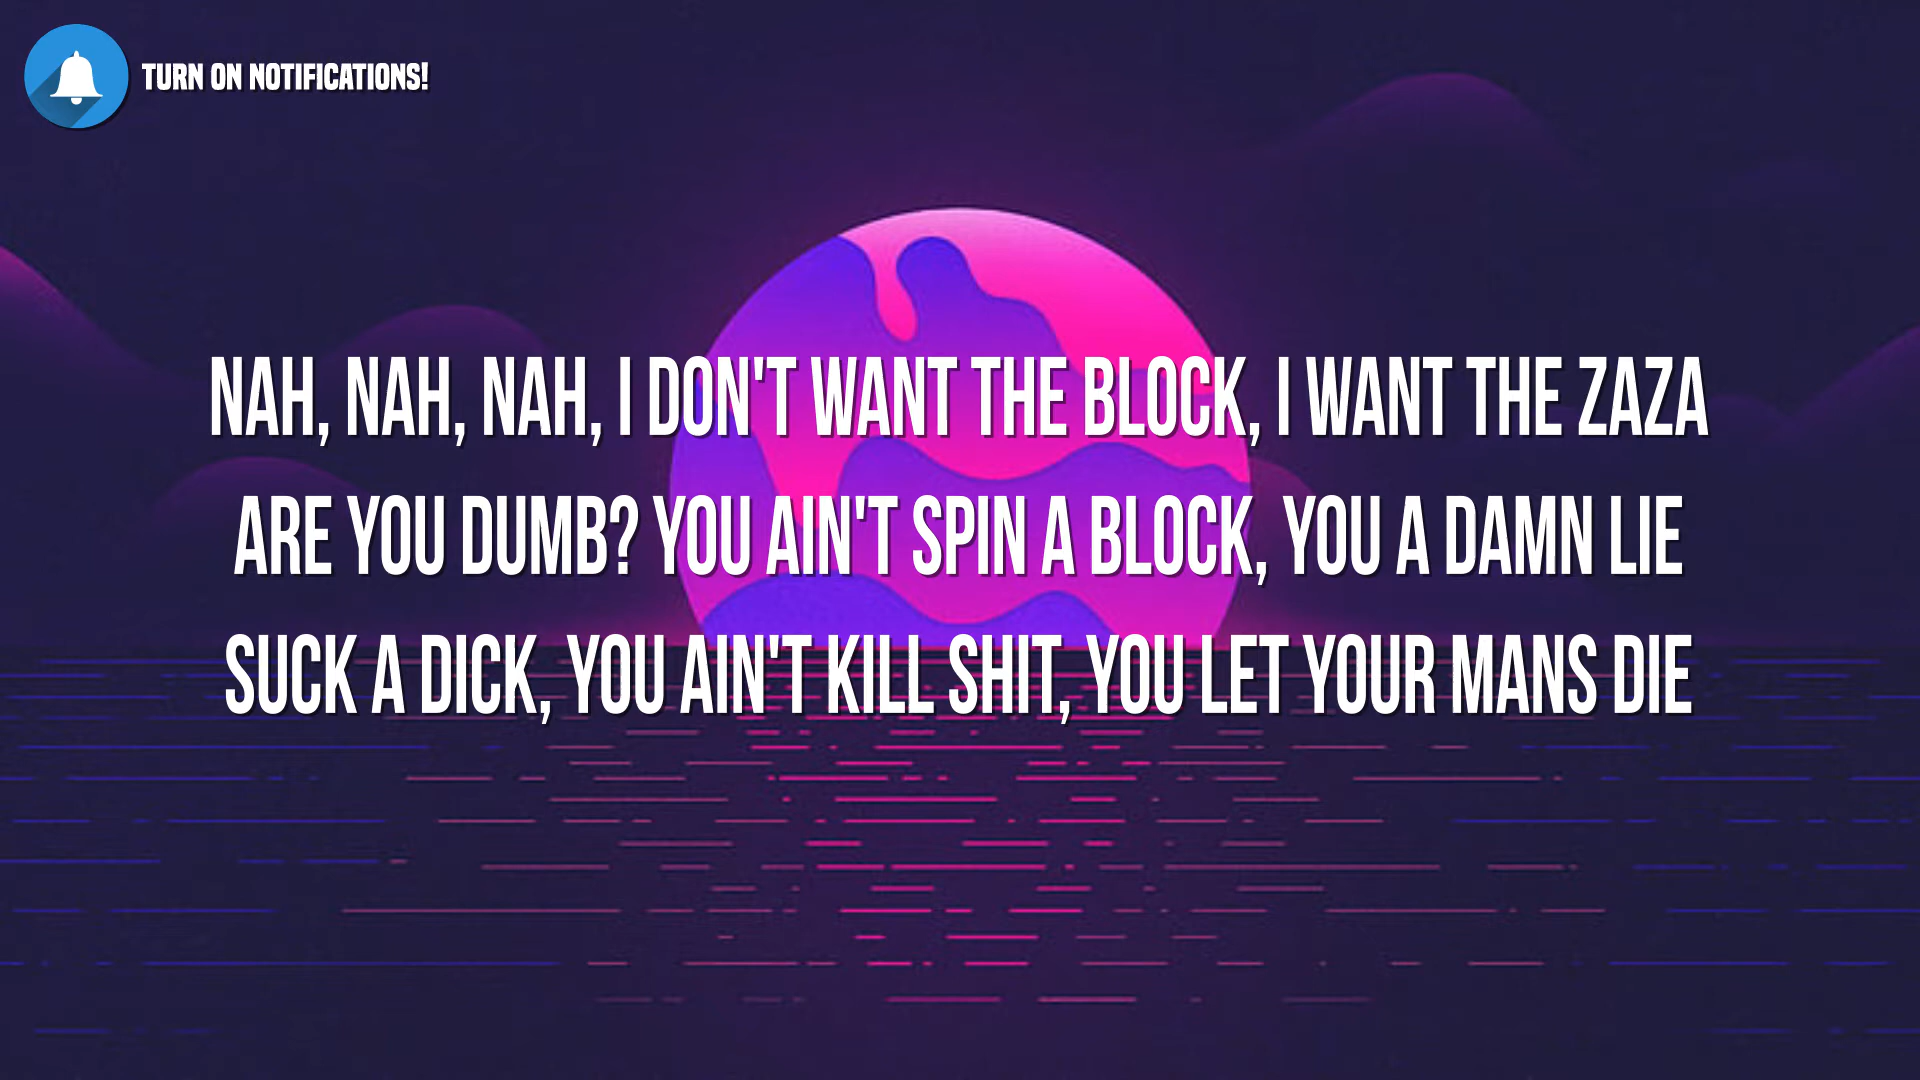 TURN ON NOTIFICATIONS!
NAH, NAH, NAH, I DON'T WANT THE BLOCK, I WANT THE ZAZA
ARE YOU DUMB? YOU AIN'T SPIN A BLOCK, YOU A DAMN LIE
SUCK A DICK, YOU AIN'T KILL SHIT, YOU LET YOUR MANS DIE